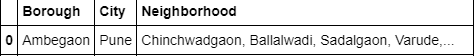 Borough City Neighborhood
0 Ambegaon Pune Chinchwadgaon, Ballalwadi, Sadalgaon, Varude,...